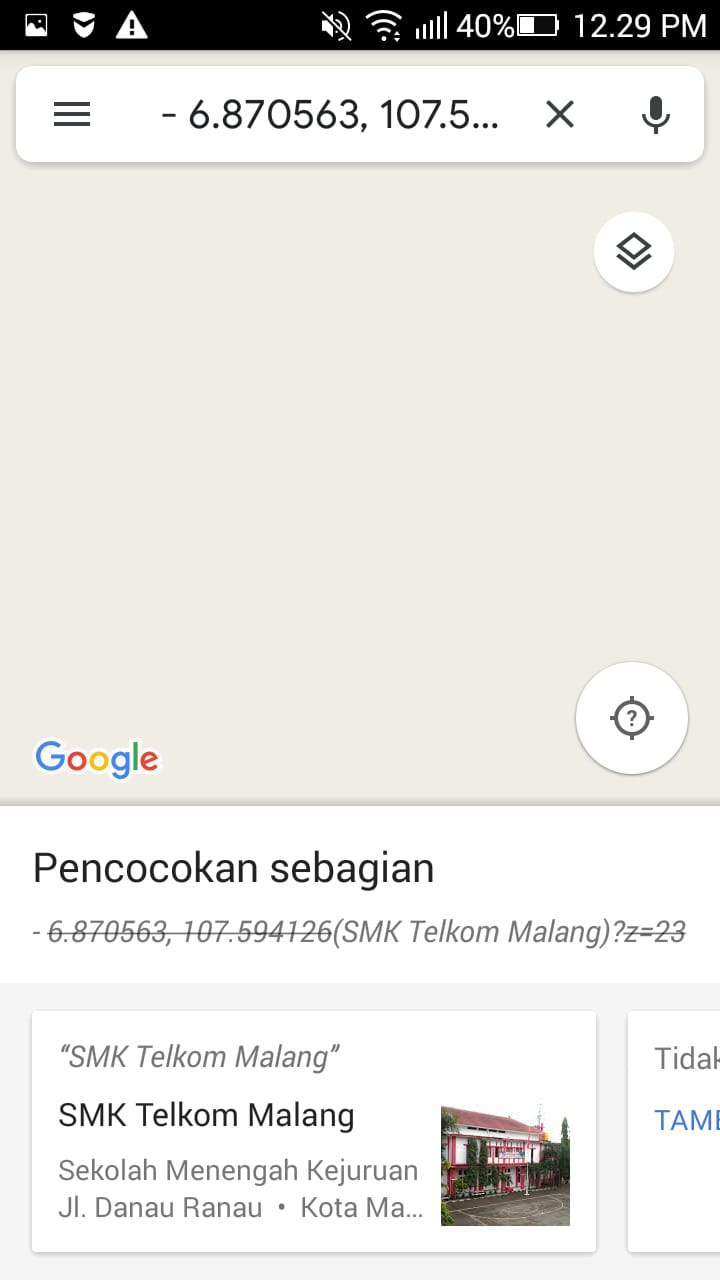 40% 12.29 PM
- 6.870563, 107.5...
Google
Pencocokan sebagian
- 6.870563, 107.594126(SMK Telkom Malang)?z=23
“SMK Telkom Malang”
SMK Telkom Malang
Sekolah Menengah Kejuruan
Jl. Danau Ranau • Kota Ma...
Tidak
TAMB